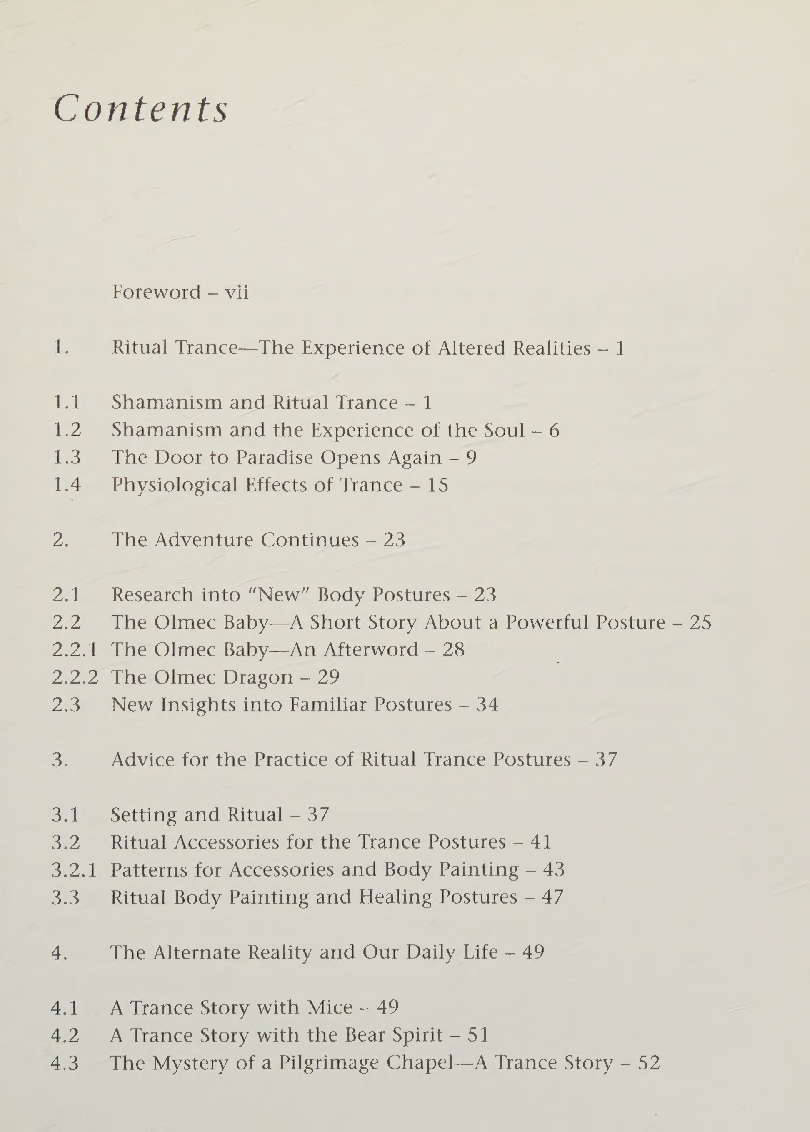 Contents
Foreword – vii
1. Ritual Trance—The Experience of Altered Realities – 1
1.1 Shamanism and Ritual Trance – 1
1.2 Shamanism and the Experience of the Soul – 6
1.3 The Door to Paradise Opens Again – 9
1.4 Physiological Effects of Trance – 15
2. The Adventure Continues – 23
2.1 Research into "New" Body Postures – 23
2.2 The Olmec Baby—A Short Story About a Powerful Posture – 25
2.2.1 The Olmec Baby—An Afterword – 28
2.2.2 The Olmec Dragon – 29
2.3 New Insights into Familiar Postures – 34
3. Advice for the Practice of Ritual Trance Postures – 37
3.1 Setting and Ritual – 37
3.2 Ritual Accessories for the Trance Postures – 41
3.2.1 Patterns for Accessories and Body Painting – 43
3.3 Ritual Body Painting and Healing Postures – 47
4. The Alternate Reality and Our Daily Life – 49
4.1 A Trance Story with Mice – 49
4.2 A Trance Story with the Bear Spirit – 51
4.3 The Mystery of a Pilgrimage Chapel—A Trance Story – 52